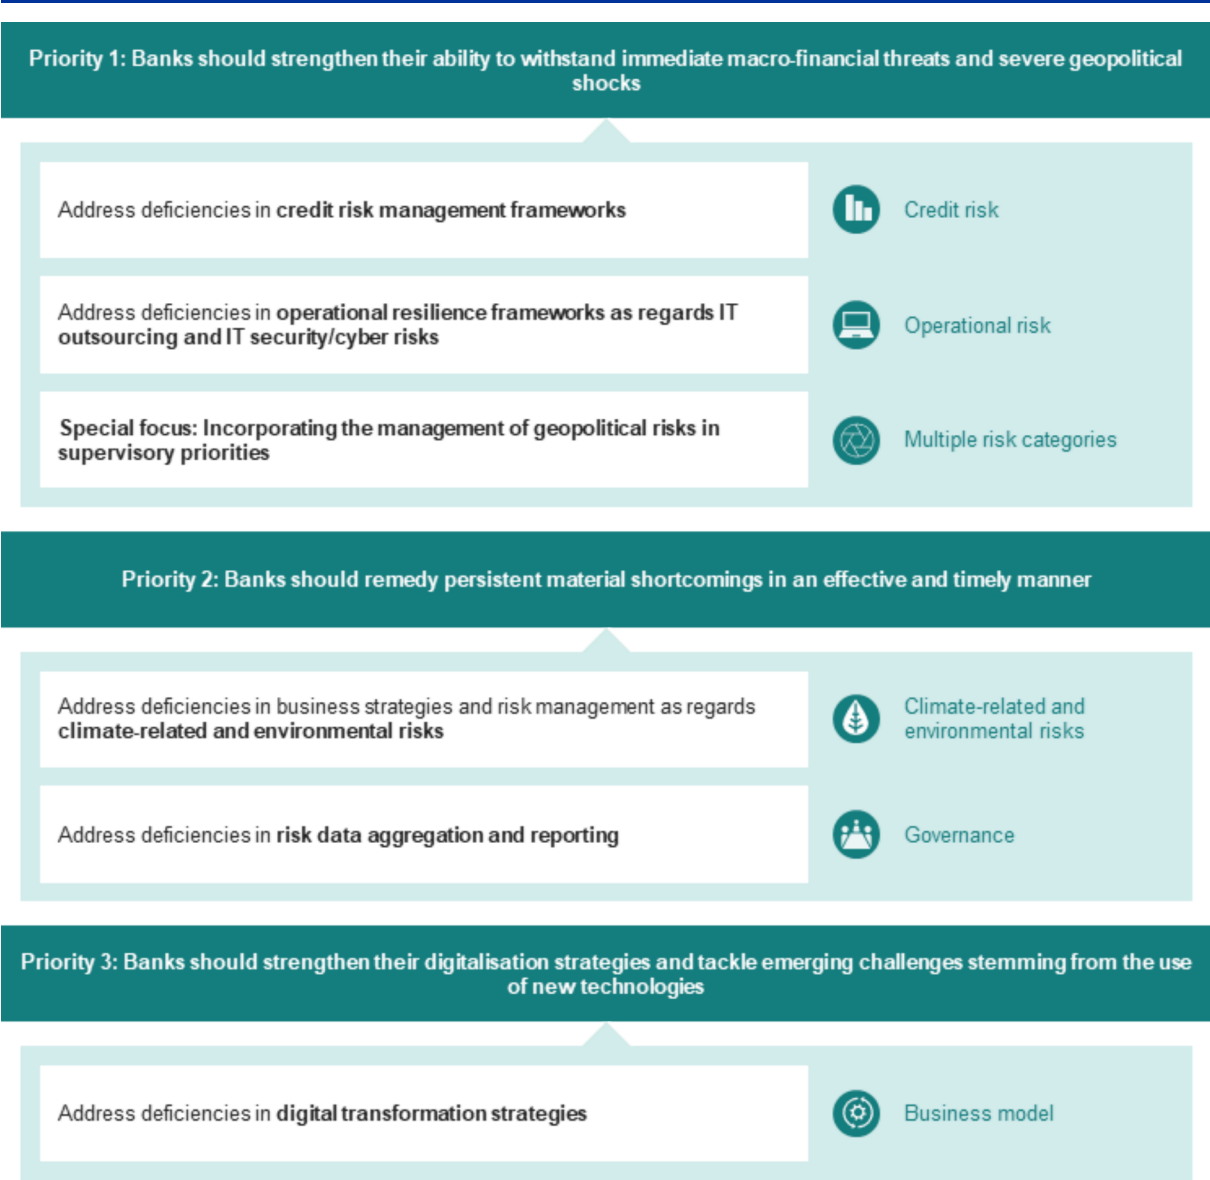 Priority 1: Banks should strengthen their ability to withstand immediate macro-financial threats and severe geopolitical
shocks
Address deficiencies in credit risk management frameworks
Credit risk
Address deficiencies in operational resilience frameworks as regards IT
outsourcing and IT security/cyber risks
Operational risk
Special focus: Incorporating the management of geopolitical risks in
supervisory priorities
Multiple risk categories
Priority 2: Banks should remedy persistent material shortcomings in an effective and timely manner
Address deficiencies in business strategies and risk management as regards
climate-related and environmental risks
Climate-related and
environmental risks
Address deficiencies in risk data aggregation and reporting
Governance
Priority 3: Banks should strengthen their digitalisation strategies and tackle emerging challenges stemming from the use
of new technologies
Address deficiencies in digital transformation strategies
Business model